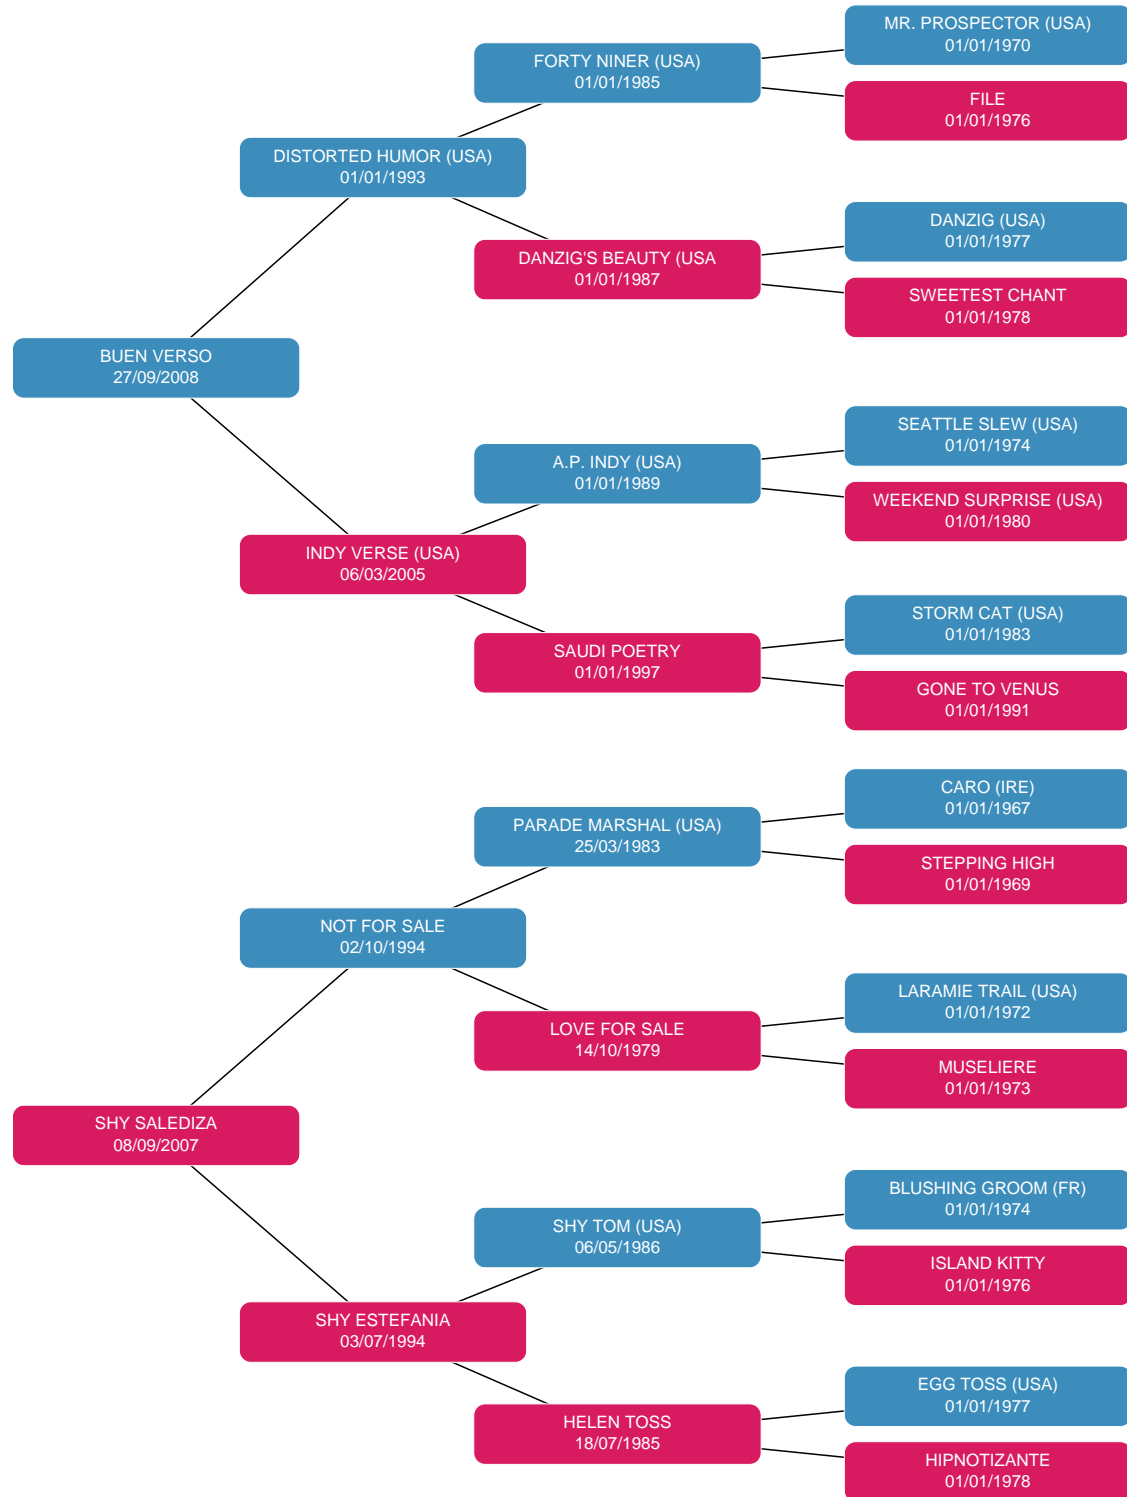 MR. PROSPECTOR (USA)
01/01/1970
FORTY NINER (USA)
01/01/1985
FILE
01/01/1976
DISTORTED HUMOR (USA)
01/01/1993
DANZIG (USA)
01/01/1977
DANZIG'S BEAUTY (USA
01/01/1987
SWEETEST CHANT
01/01/1978
BUEN VERSO
27/09/2008
SEATTLE SLEW (USA)
01/01/1974
A.P. INDY (USA)
01/01/1989
WEEKEND SURPRISE (USA)
01/01/1980
INDY VERSE (USA)
06/03/2005
STORM CAT (USA)
01/01/1983
SAUDI POETRY
01/01/1997
GONE TO VENUS
01/01/1991
CARO (IRE)
01/01/1967
PARADE MARSHAL (USA)
25/03/1983
STEPPING HIGH
01/01/1969
NOT FOR SALE
02/10/1994
LARAMIE TRAIL (USA)
01/01/1972
LOVE FOR SALE
14/10/1979
MUSELIERE
01/01/1973
SHY SALEDIZA
08/09/2007
BLUSHING GROOM (FR)
01/01/1974
SHY TOM (USA)
06/05/1986
ISLAND KITTY
01/01/1976
SHY ESTEFANIA
03/07/1994
EGG TOSS (USA)
01/01/1977
HELEN TOSS
18/07/1985
HIPNOTIZANTE
01/01/1978